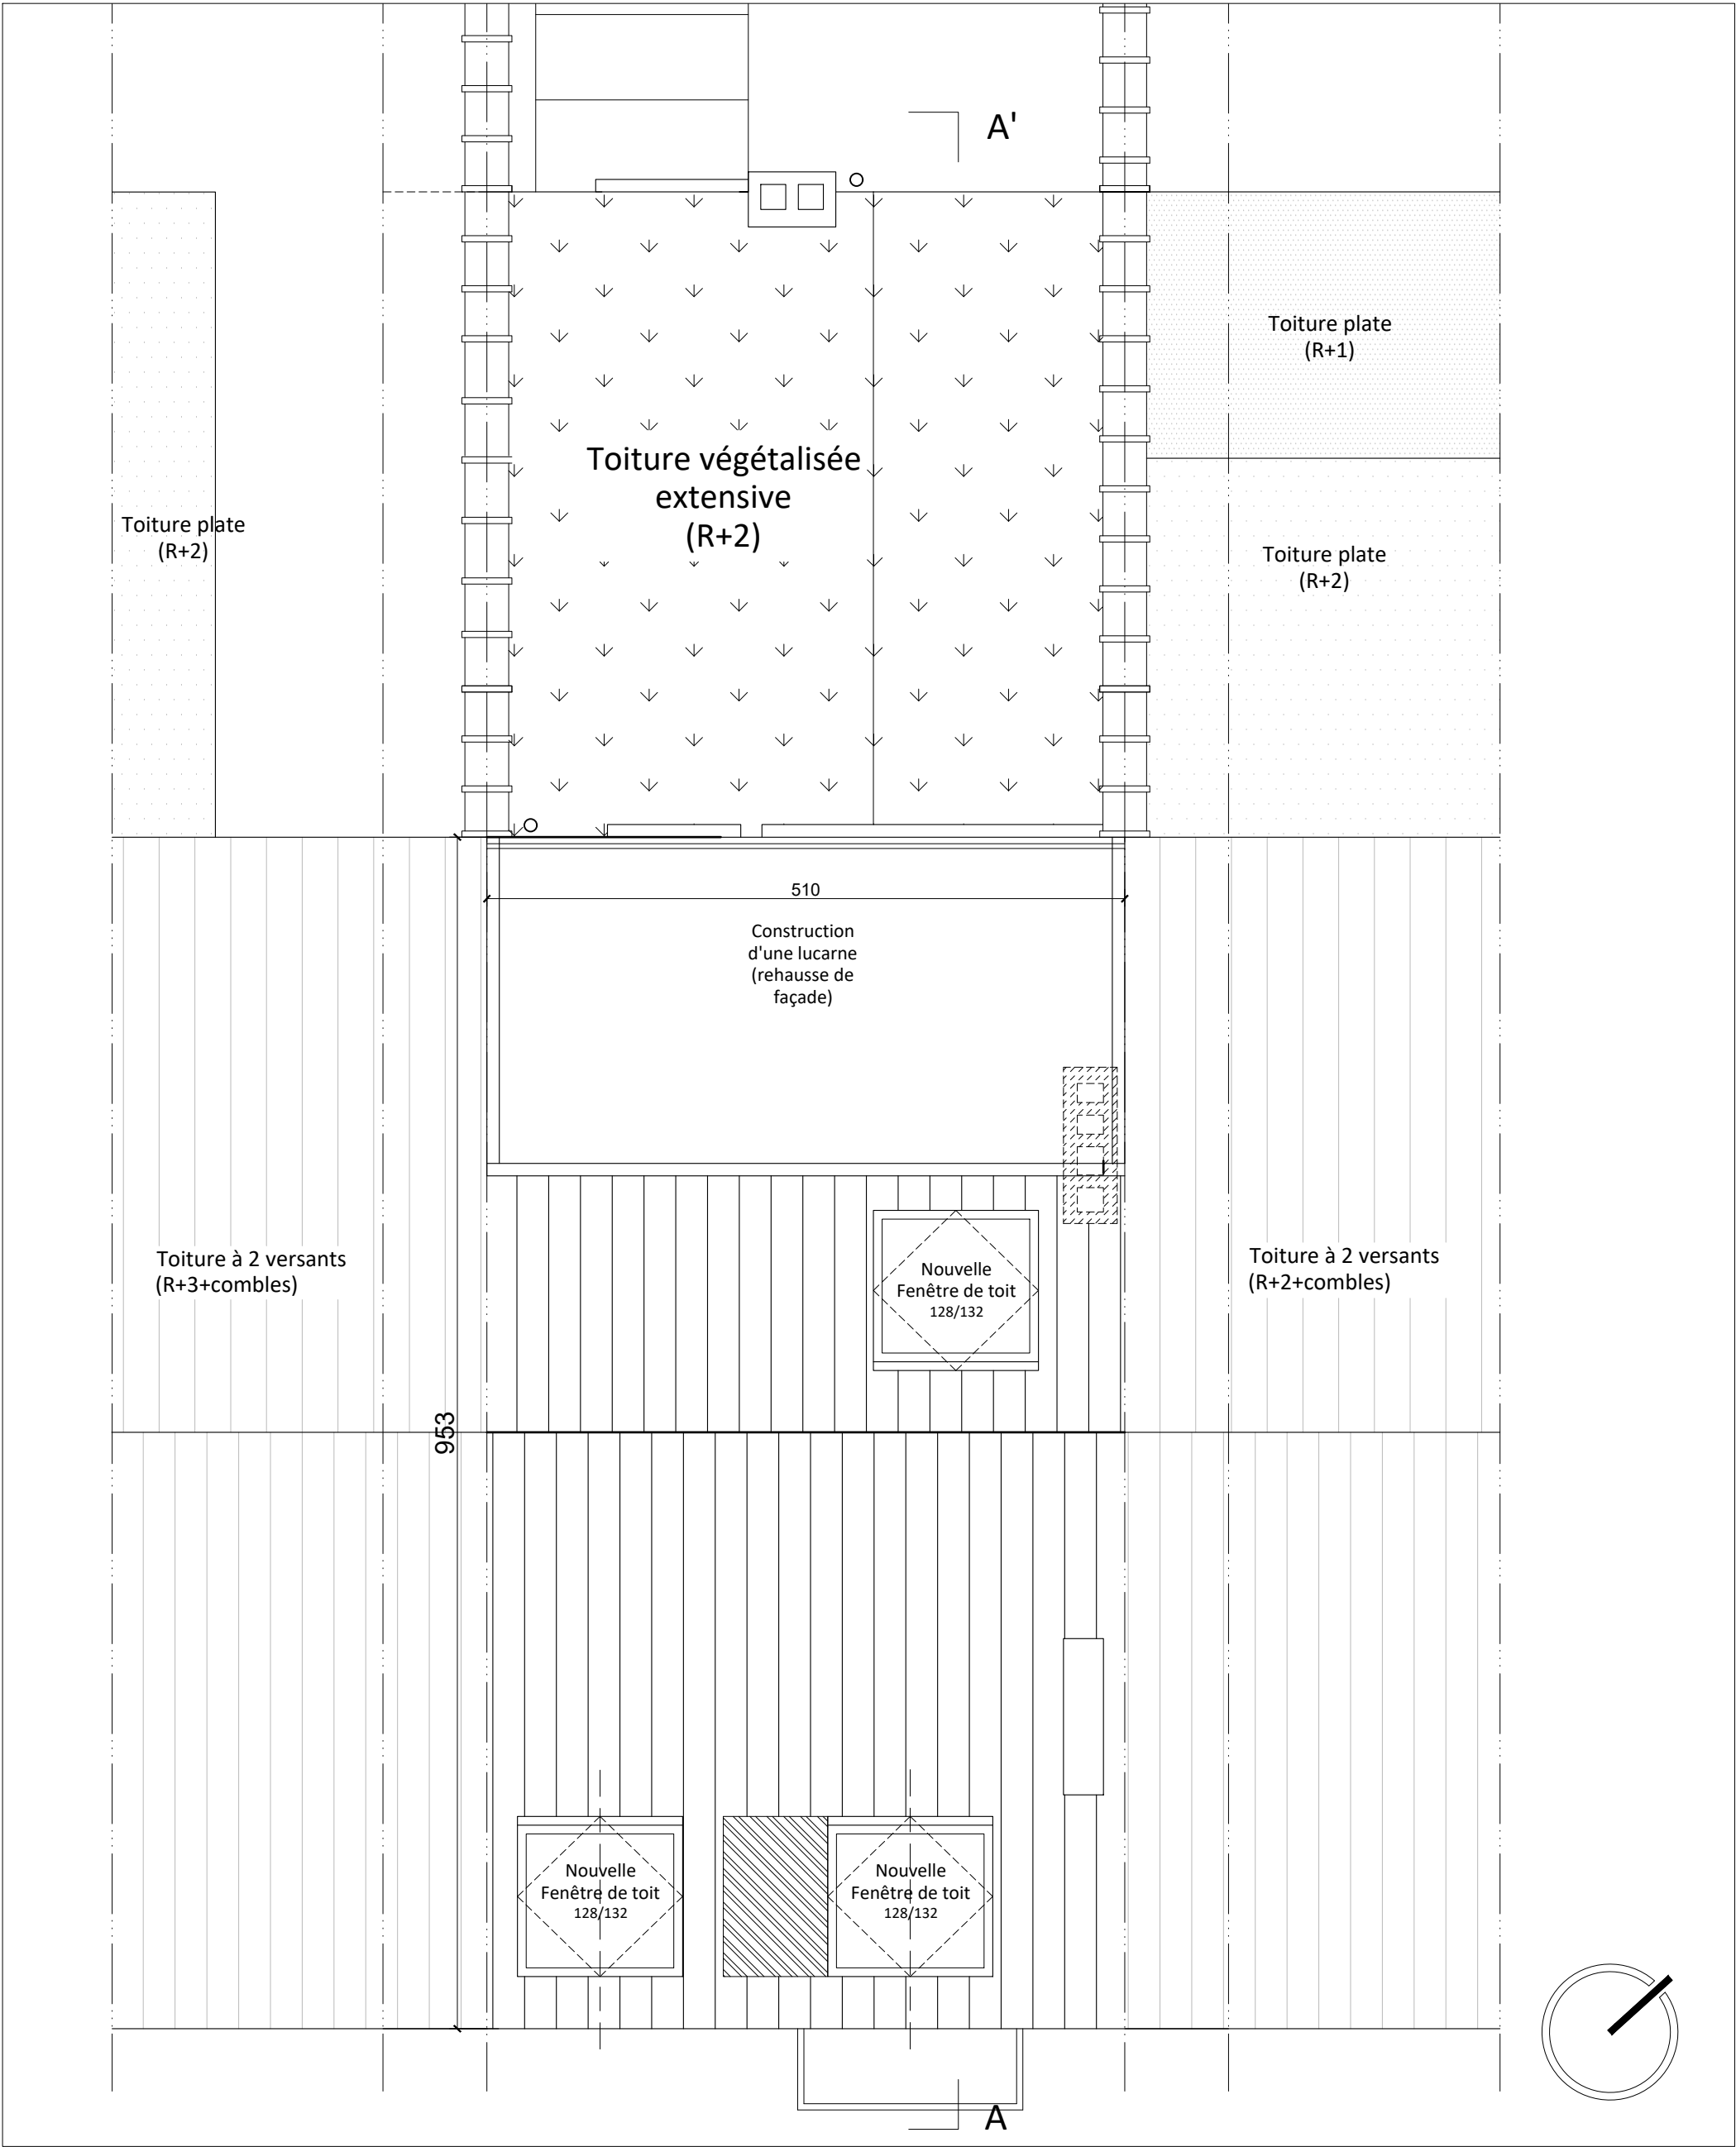 A'
Toiture plate
(R+1)
Toiture végétalisée
extensive
(R+2)
Toiture plate
(R+2)
Toiture plate
(R+2)
510
Construction
d'une lucarne
(rehausse de
façade)
Toiture à 2 versants
(R+3+combles)
Nouvelle
Fenêtre de toit
128/132
Toiture à 2 versants
(R+2+combles)
953
Nouvelle
Fenêtre de toit
128/132
Nouvelle
Fenêtre de toit
128/132
A